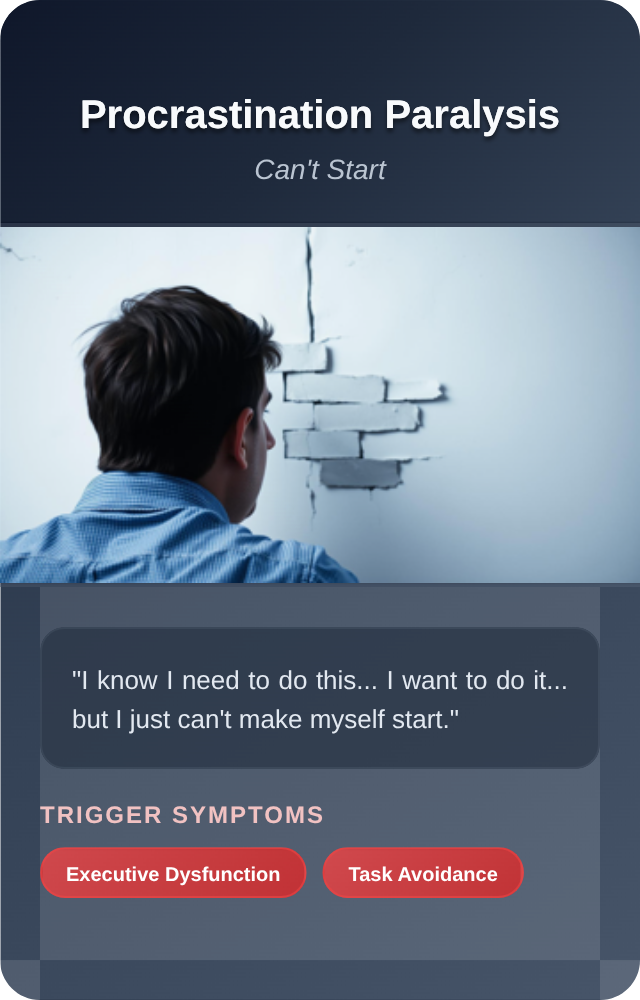 Procrastination Paralysis
Can't Start
"I know I need to do this... I want to do it...
but I just can't make myself start."
TRIGGER SYMPTOMS
Executive Dysfunction
Task Avoidance